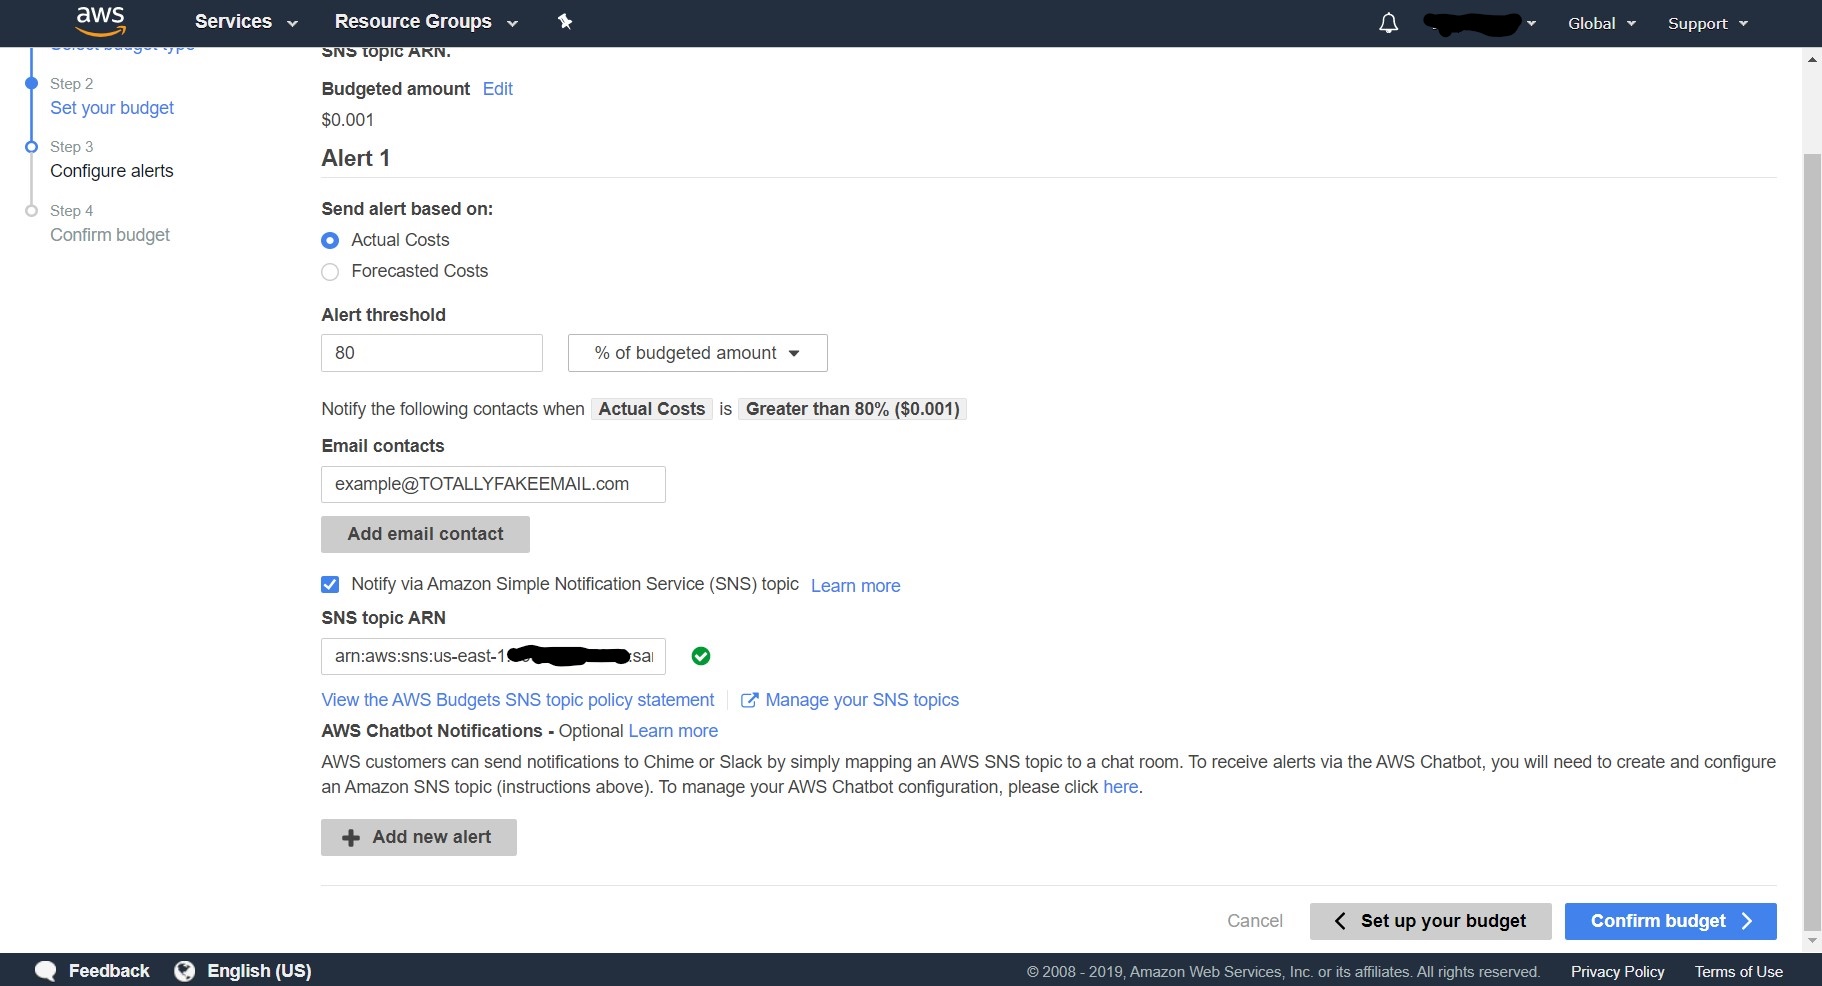 aws
Services
Resource Groups
Global
Support
Select budget type
Step 2
Set your budget
Step 3
Configure alerts
Step 4
Confirm budget
SNS topic ARN.
Budgeted amount Edit
$0.001
Alert 1
Send alert based on:
Actual Costs
Forecasted Costs
Alert threshold
80
% of budgeted amount
Notify the following contacts when Actual Costs is Greater than 80% ($0.001)
Email contacts
example@TOTALLYFAKEEMAIL.com
Add email contact
Notify via Amazon Simple Notification Service (SNS) topic Learn more
SNS topic ARN
arn:aws:sns:us-east-1: :sa
View the AWS Budgets SNS topic policy statement
Manage your SNS topics
AWS Chatbot Notifications - Optional Learn more
AWS customers can send notifications to Chime or Slack by simply mapping an AWS SNS topic to a chat room. To receive alerts via the AWS Chatbot, you will need to create and configure
an Amazon SNS topic (instructions above). To manage your AWS Chatbot configuration, please click here.
Add new alert
Cancel
Set up your budget
Confirm budget
Feedback
English (US)
© 2008 - 2019, Amazon Web Services, Inc. or its affiliates. All rights reserved.
Privacy Policy
Terms of Use